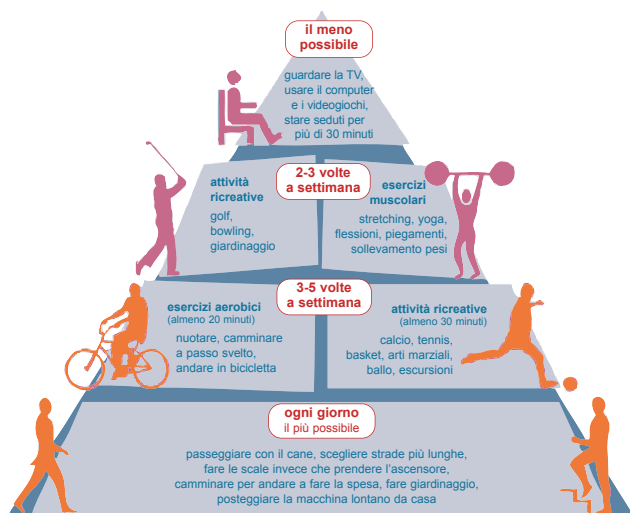 il meno
possibile
guardare la TV,
usare il computer
e i videogiochi,
stare seduti per
più di 30 minuti
2-3 volte
a settimana
attività
ricreative
golf,
bowling,
giardinaggio
esercizi
muscolari
stretching, yoga,
flessioni, piegamenti,
sollevamento pesi
3-5 volte
a settimana
esercizi aerobici
(almeno 20 minuti)
nuotare, camminare
a passo svelto,
andare in bicicletta
attività ricreative
(almeno 30 minuti)
calcio, tennis,
basket, arti marziali,
ballo, escursioni
ogni giorno
il più possibile
passeggiare con il cane, scegliere strade più lunghe,
fare le scale invece che prendere l'ascensore,
camminare per andare a fare la spesa, fare giardinaggio,
posteggiare la macchina lontano da casa